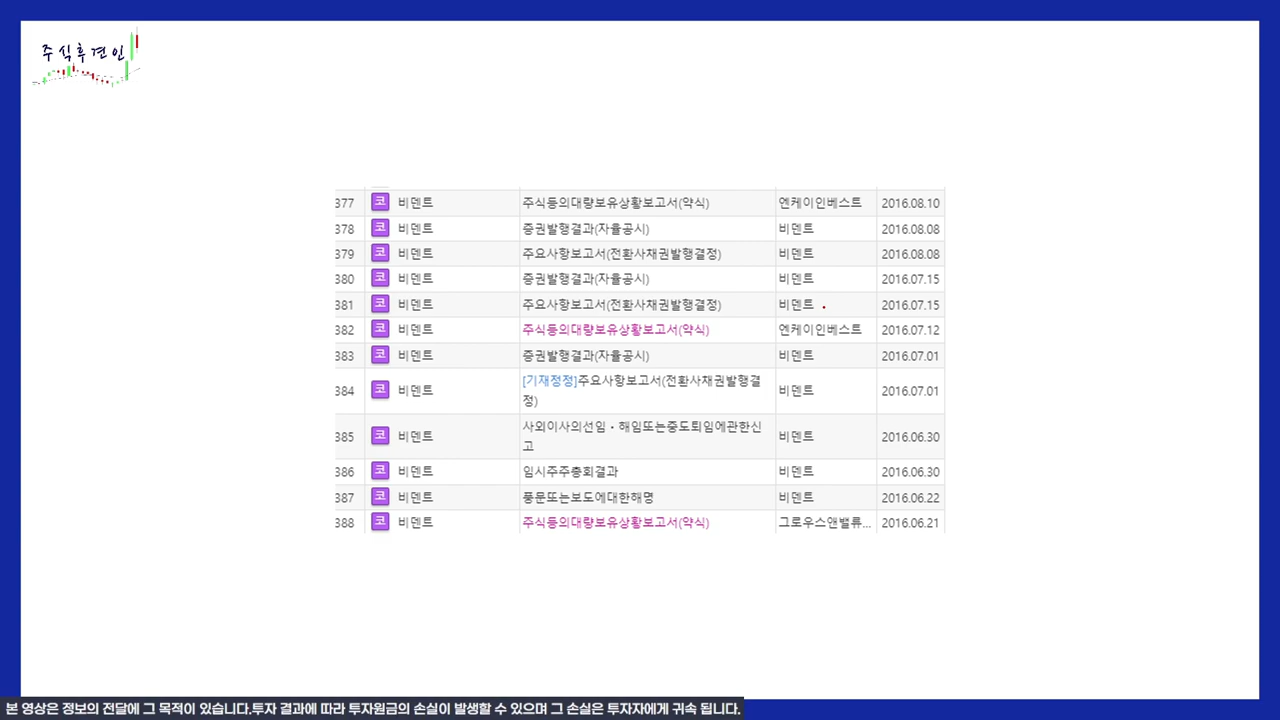 주식후견인
377 코 비덴트 주식등의대량보유상황보고서(약식) 엔케이인베스트 2016.08.10
378 코 비덴트 증권발행결과(자율공시) 비덴트 2016.08.08
379 코 비덴트 주요사항보고서(전환사채권발행결정) 비덴트 2016.08.08
380 코 비덴트 증권발행결과(자율공시) 비덴트 2016.07.15
381 코 비덴트 주요사항보고서(전환사채권발행결정) 비덴트 2016.07.15
382 코 비덴트 주식등의대량보유상황보고서(약식) 엔케이인베스트 2016.07.12
383 코 비덴트 증권발행결과(자율공시) 비덴트 2016.07.01
384 코 비덴트 [기재정정]주요사항보고서(전환사채권발행결
정) 비덴트 2016.07.01
385 코 비덴트 사외이사의선임·해임또는중도퇴임에관한신
고 비덴트 2016.06.30
386 코 비덴트 임시주주총회결과 비덴트 2016.06.30
387 코 비덴트 풍문또는보도에대한해명 비덴트 2016.06.22
388 코 비덴트 주식등의대량보유상황보고서(약식) 그로우스앤밸류... 2016.06.21
본 영상은 정보의 전달에 그 목적이 있습니다.투자 결과에 따라 투자원금의 손실이 발생할 수 있으며 그 손실은 투자자에게 귀속 됩니다.